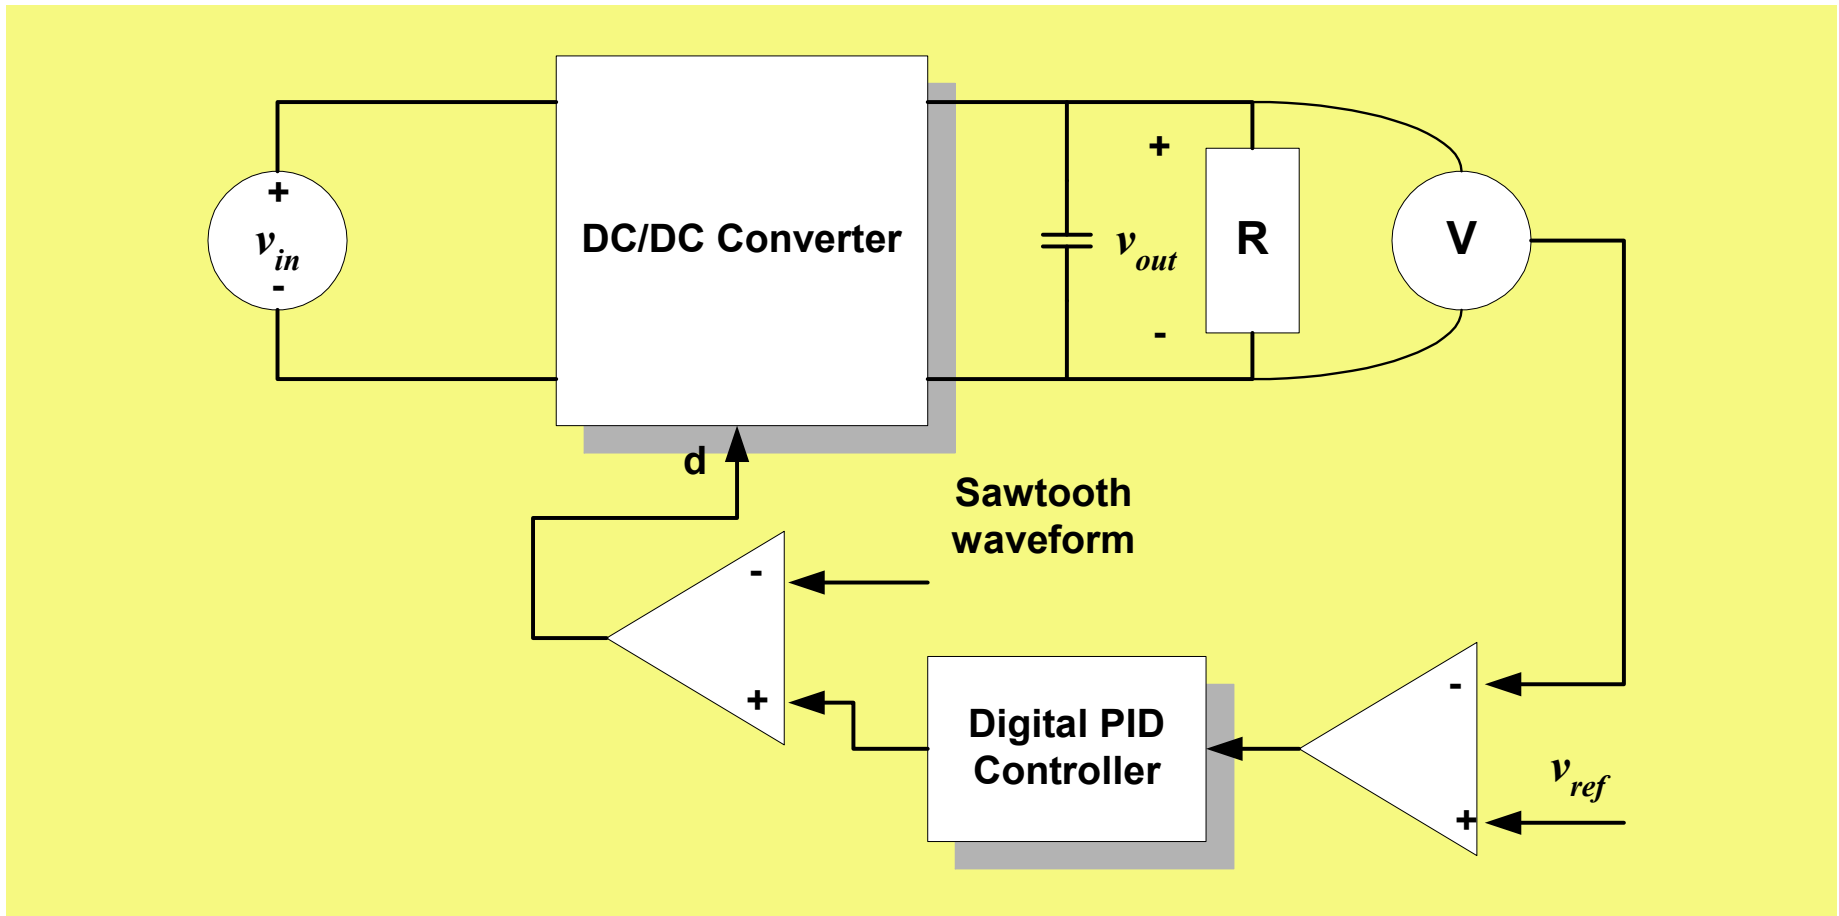 +
v_in
-
DC/DC Converter
+
v_out
-
R
V
d
Sawtooth
waveform
-
+
Digital PID
Controller
-
+
v_ref